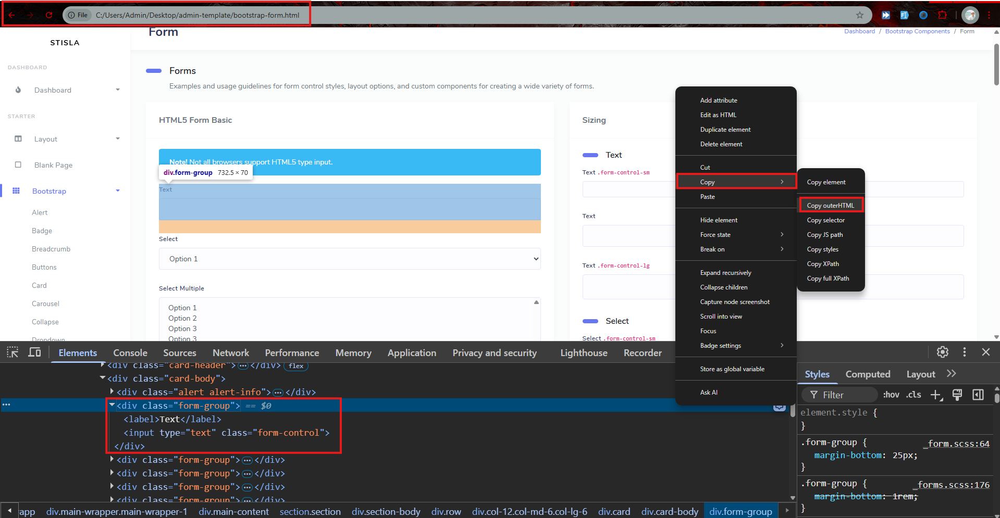 File C:/Users/Admin/Desktop/admin-template/bootstrap-form.html
Form
Dashboard / Bootstrap Components / Form
STISLA
DASHBOARD
Dashboard
STARTER
Layout
Blank Page
Bootstrap
Alert
Badge
Breadcrumb
Buttons
Card
Carousel
Collapse
Dropdown
Forms
Examples and usage guidelines for form control styles, layout options, and custom components for creating a wide variety of forms.
HTML5 Form Basic
Note! Not all browsers support HTML5 type input.
div.form-group 732.5 × 70
Text
Select
Option 1
Select Multiple
Option 1
Option 2
Option 3
Option 3
Sizing
Text
Text .form-control-sm
Text
Text .form-control-lg
Select
Select .form-control-sm
Add attribute
Edit as HTML
Duplicate element
Delete element
Cut
Copy
Paste
Hide element
Force state
Break on
Expand recursively
Collapse children
Capture node screenshot
Scroll into view
Focus
Badge settings
Store as global variable
Ask AI
Copy element
Copy outerHTML
Copy selector
Copy JS path
Copy styles
Copy XPath
Copy full XPath
Elements Console Sources Network Performance Memory Application Privacy and security Lighthouse Recorder
<div class="card-header">…</div> flex
<div class="card-body">
<div class="alert alert-info">…</div>
<div class="form-group"> == $0
<label>Text</label>
<input type="text" class="form-control">
</div>
<div class="form-group">…</div>
<div class="form-group">…</div>
<div class="form-group">…</div>
<div class="form-group">…</div>
app div.main-wrapper.main-wrapper-1 div.main-content section.section div.section-body div.row div.col-12.col-md-6.col-lg-6 div.card div.card-body div.form-group
Styles Computed Layout
Filter :hov .cls
element.style {
}
.form-group { _form.scss:64
margin-bottom: 25px;
}
.form-group { _forms.scss:176
margin-bottom: 1rem;
}